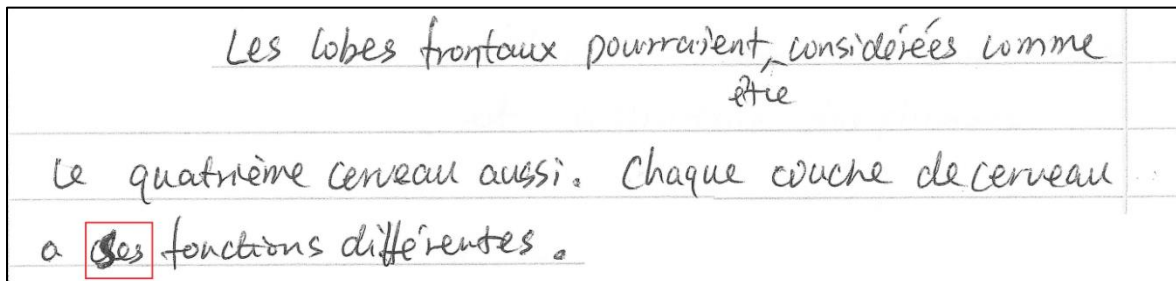 Les lobes frontaux pourraient être considérées comme
le quatrième cerveau aussi. Chaque couche de cerveau
a ses fonctions différentes.